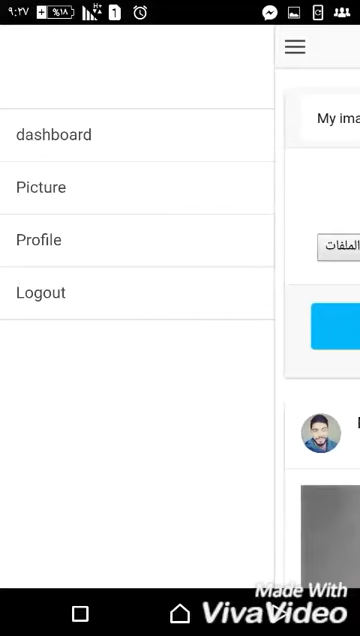 ٩:٢٧
%١٨
H+
1
My ima
dashboard
Picture
Profile
الملفات
Logout
Made With
VivaVideo